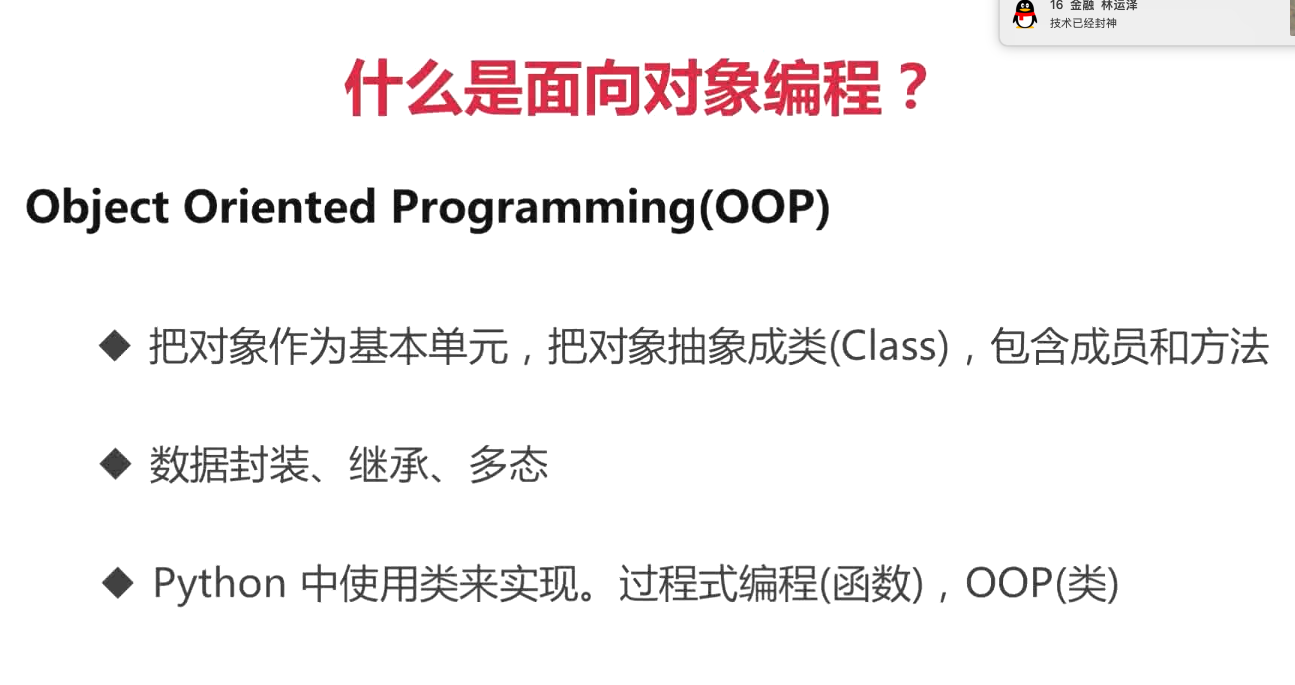 16 金融 林运泽
技术已经封神
什么是面向对象编程？
Object Oriented Programming(OOP)
◆ 把对象作为基本单元，把对象抽象成类(Class)，包含成员和方法
◆ 数据封装、继承、多态
◆ Python 中使用类来实现。过程式编程(函数)，OOP(类)